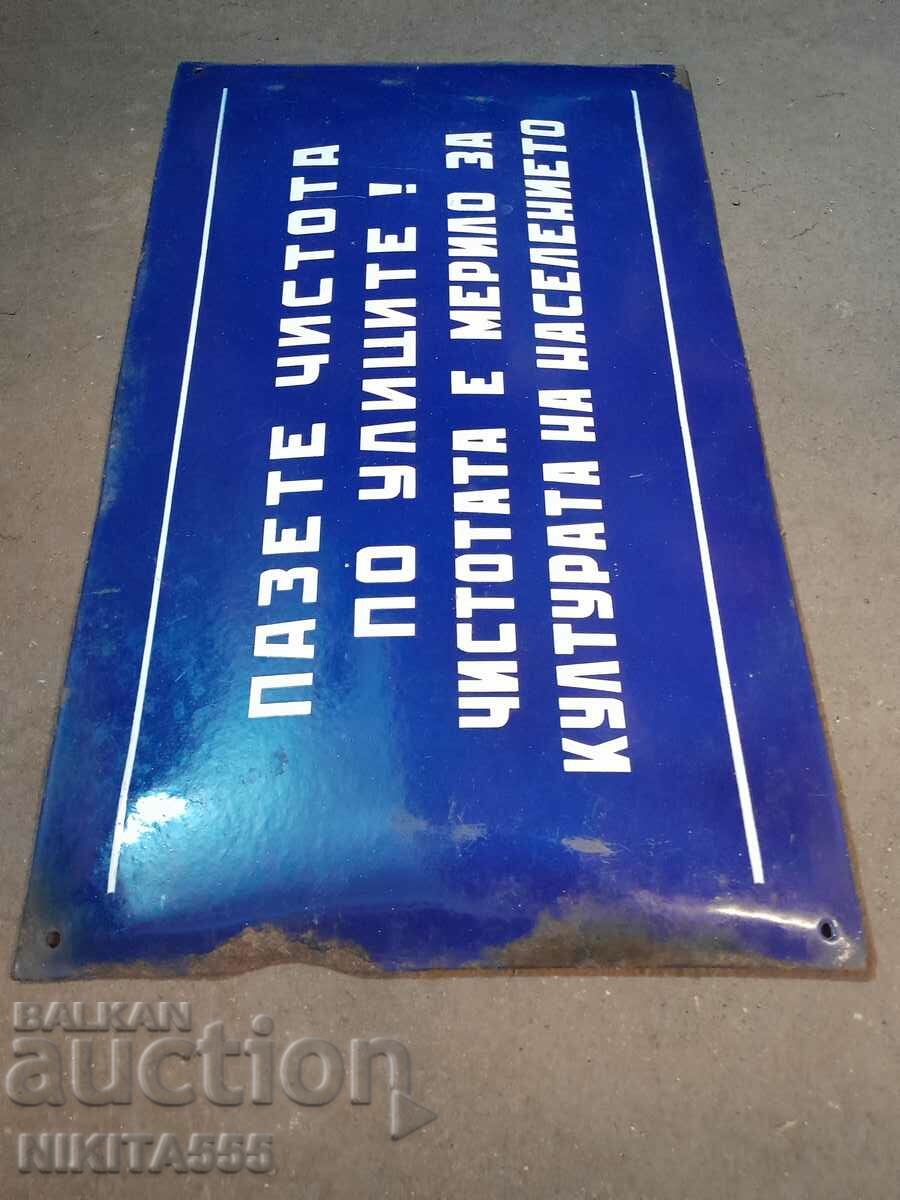 ПАЗЕТЕ ЧИСТОТА
ПО УЛИЦИТЕ!
ЧИСТОТАТА Е МЕРИЛО ЗА
КУЛТУРАТА НА НАСЕЛЕНИЕТО
BALKAN
auction
NIKITA555